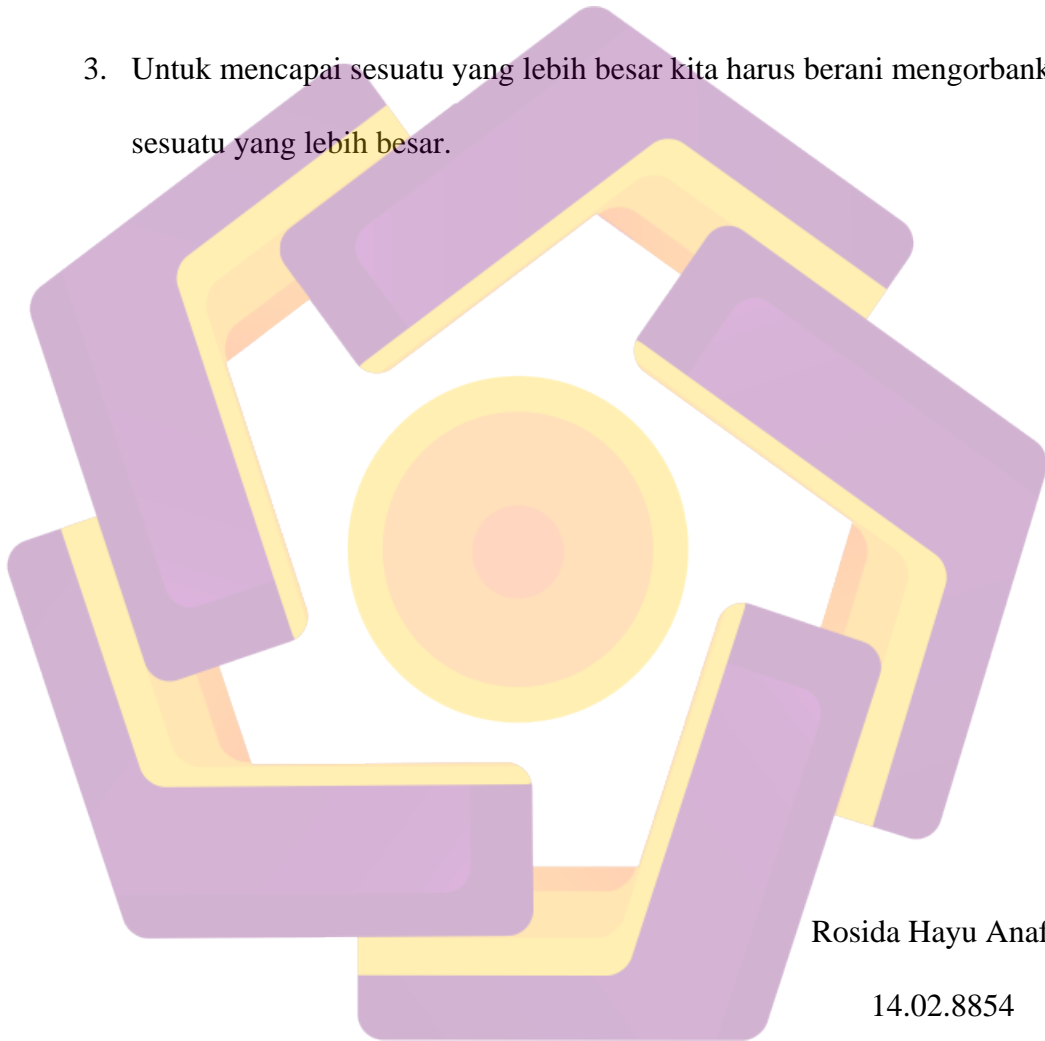 3. Untuk mencapai sesuatu yang lebih besar kita harus berani mengorbank
sesuatu yang lebih besar.
Rosida Hayu Anaf
14.02.8854